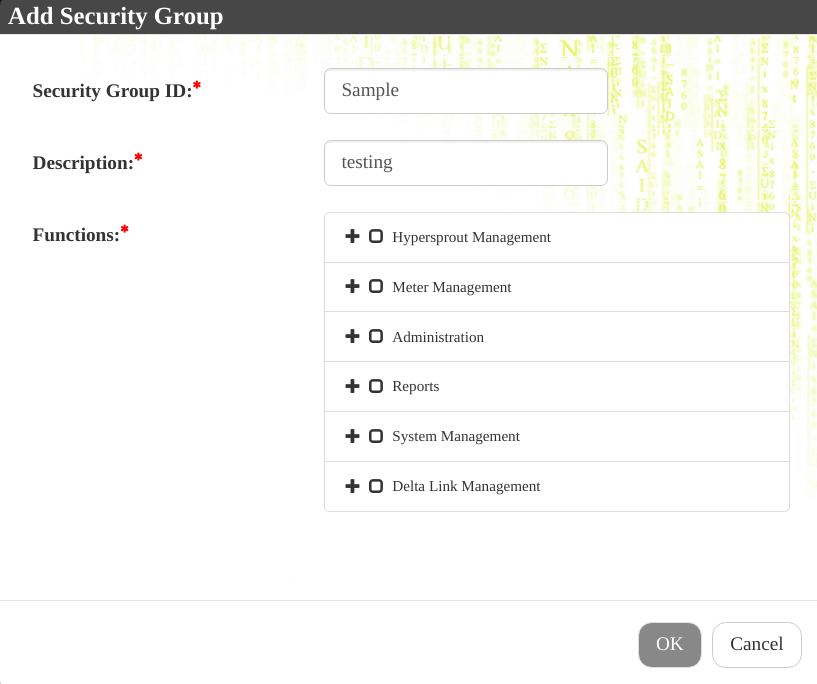 Add Security Group
Security Group ID:* Sample
Description:* testing
Functions:*
Hypersprout Management
Meter Management
Administration
Reports
System Management
Delta Link Management
OK Cancel